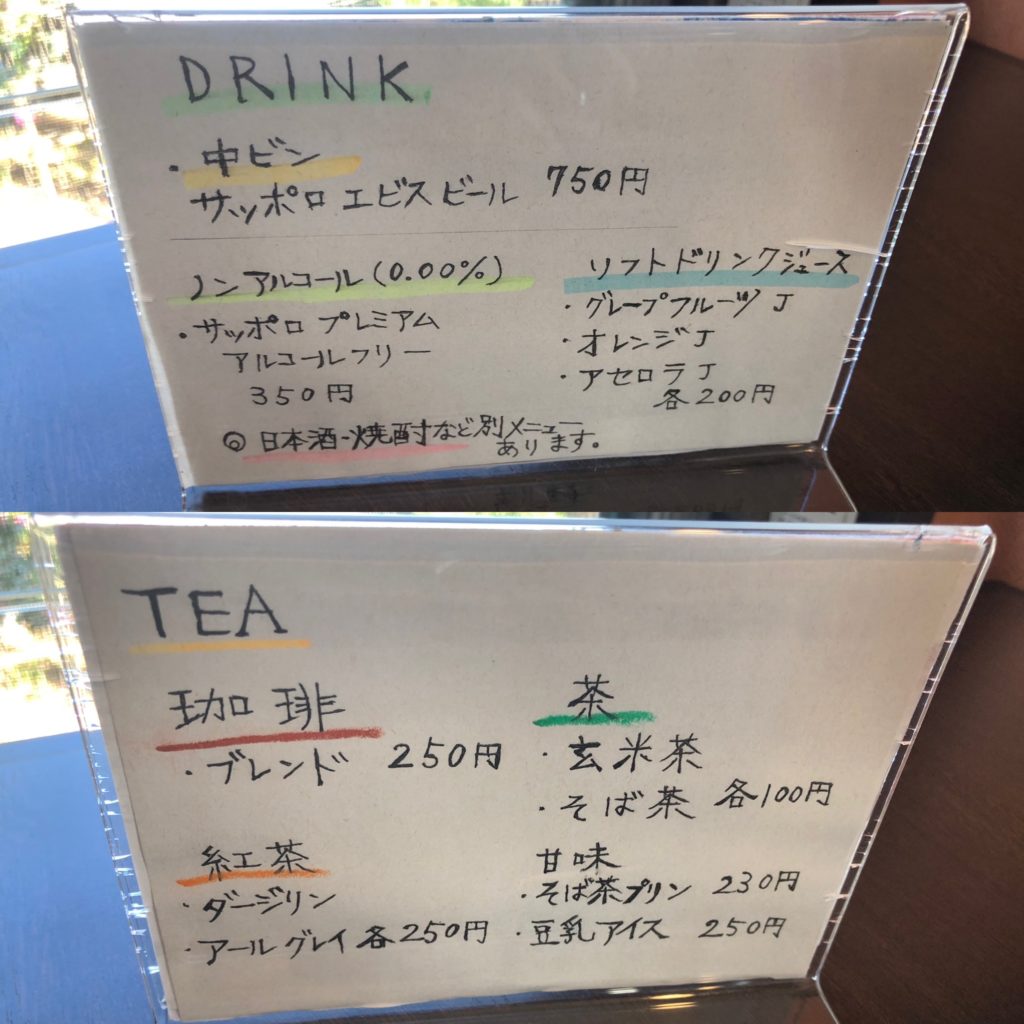 DRINK
・中ビン
サッポロ エビスビール 750円
ノンアルコール(0.00%)
・サッポロ プレミアム
アルコールフリー
350円
ソフトドリンクジュース
・グレープフルーツ J
・オレンジ J
・アセロラ J
各200円
◎ 日本酒・焼酎など別メニュー
あります。
TEA
珈琲
・ブレンド 250円
茶
・玄米茶
・そば茶 各100円
紅茶
・ダージリン
・アールグレイ 各250円
甘味
・そば茶プリン 230円
・豆乳アイス 250円